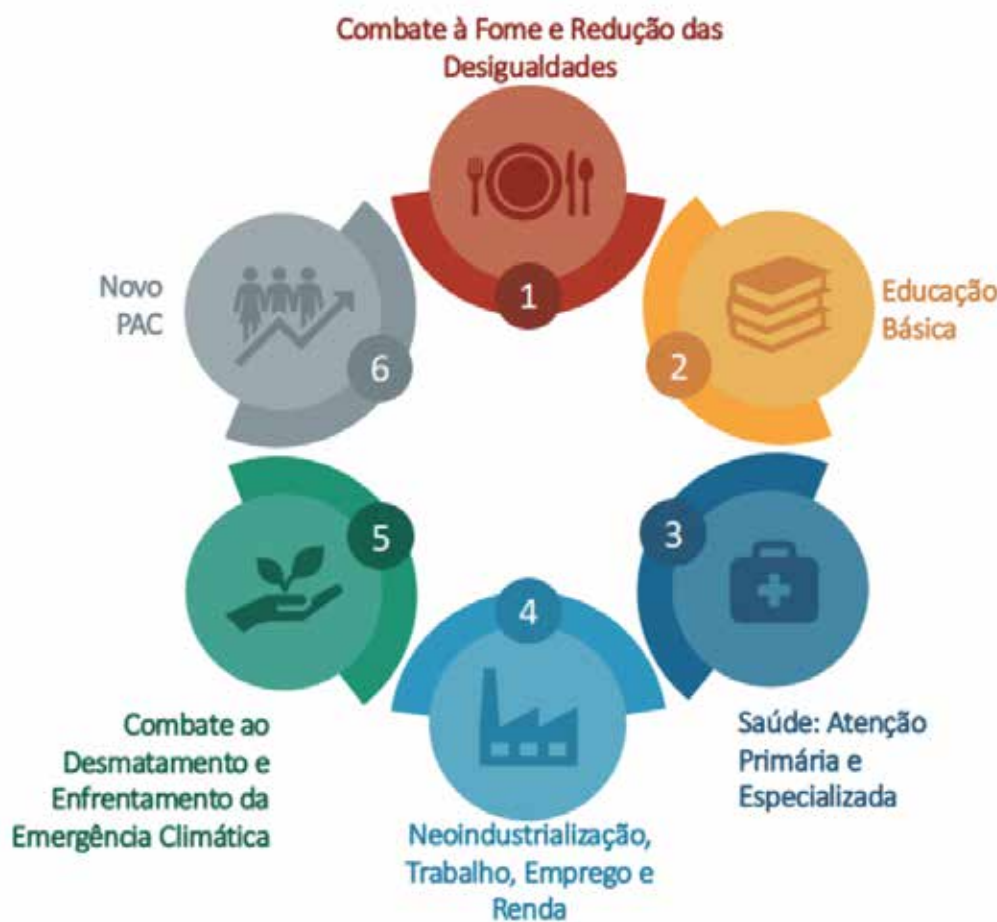 Combate à Fome e Redução das
Desigualdades
1
Educação
Básica
2
3
Saúde: Atenção
Primária e
Especializada
4
Neoindustrialização,
Trabalho, Emprego e
Renda
5
Combate ao
Desmatamento e
Enfrentamento da
Emergência Climática
6
Novo
PAC